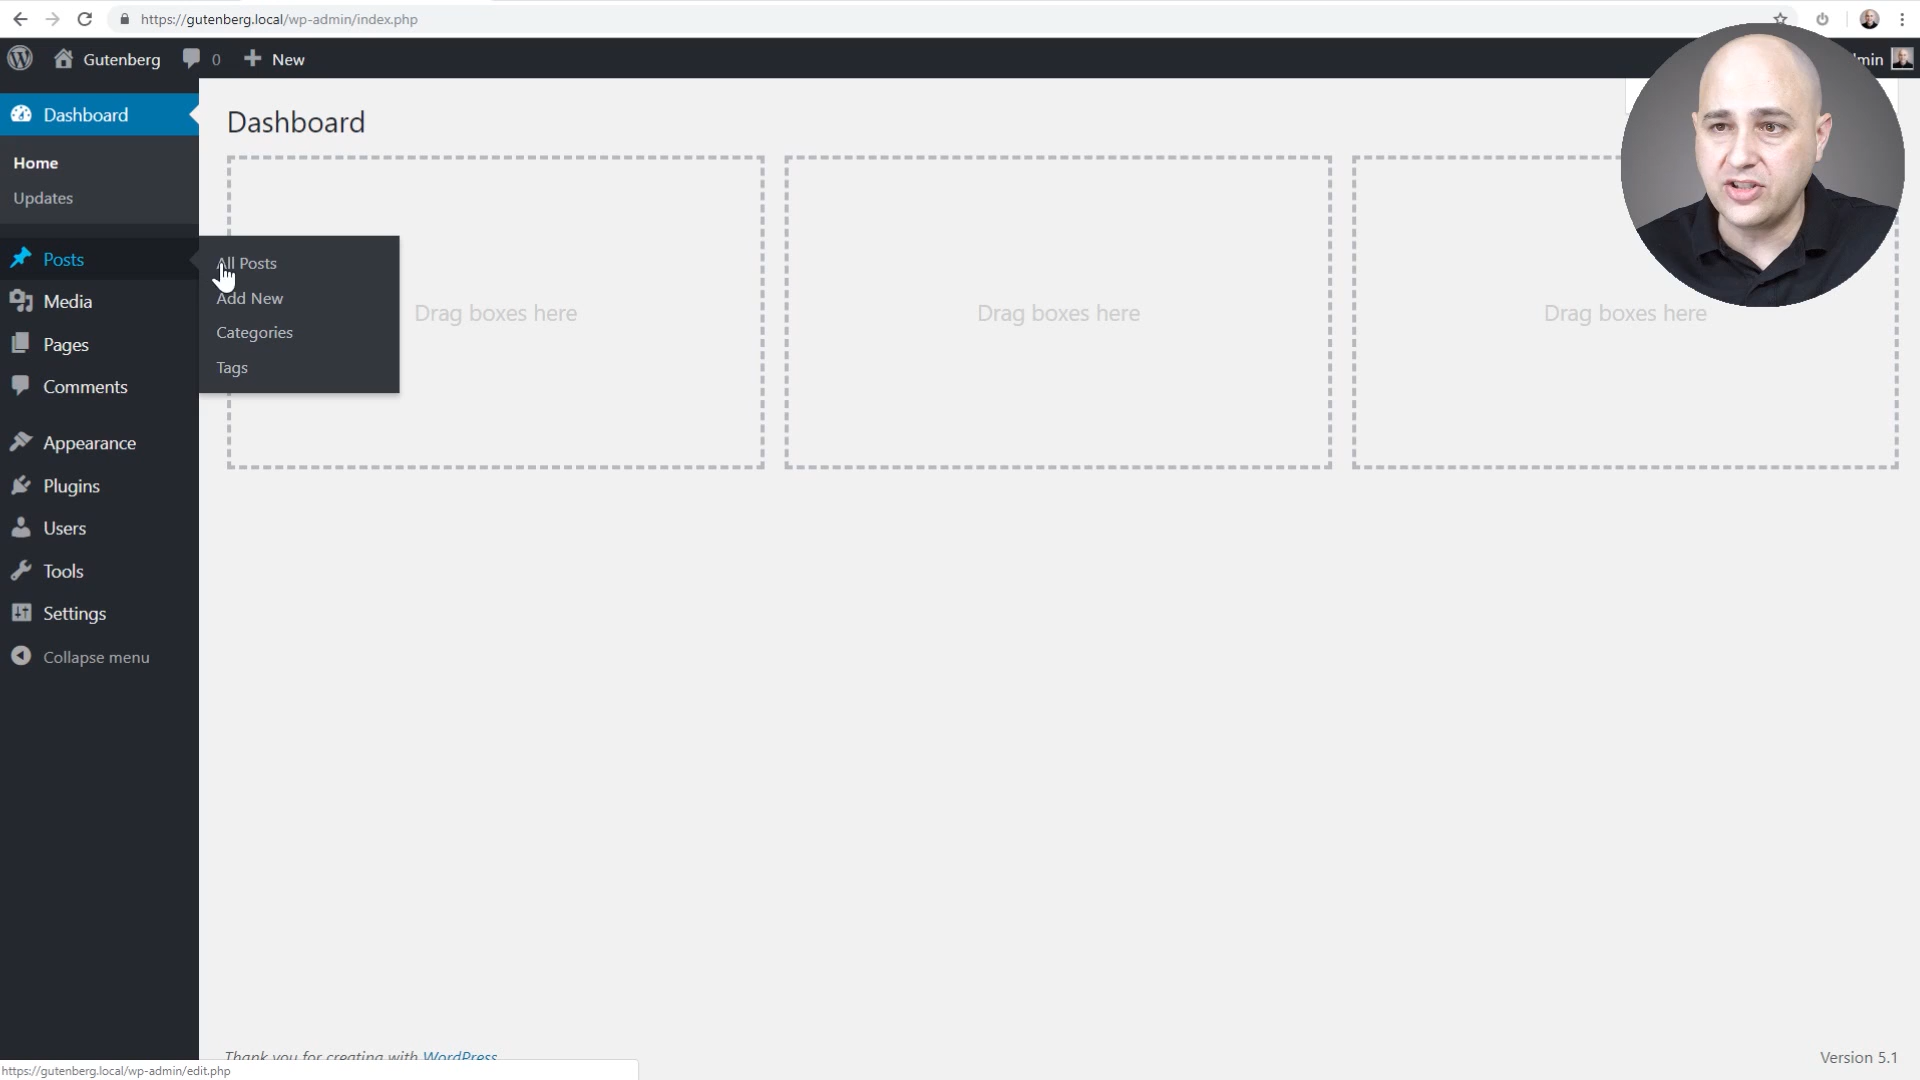 https://gutenberg.local/wp-admin/index.php
Gutenberg 0 New
Dashboard
Home
Updates
Posts
Media
Pages
Comments
Appearance
Plugins
Users
Tools
Settings
Collapse menu
All Posts
Add New
Categories
Tags
Dashboard
Drag boxes here
Drag boxes here
Drag boxes here
Thank you for creating with WordPress
Version 5.1
https://gutenberg.local/wp-admin/edit.php